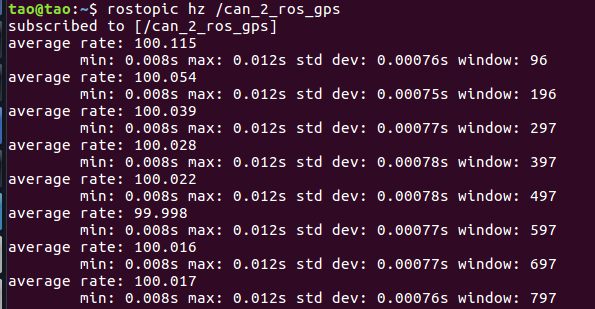 tao@tao:~$ rostopic hz /can_2_ros_gps
subscribed to [/can_2_ros_gps]
average rate: 100.115
        min: 0.008s max: 0.012s std dev: 0.00076s window: 96
average rate: 100.054
        min: 0.008s max: 0.012s std dev: 0.00075s window: 196
average rate: 100.039
        min: 0.008s max: 0.012s std dev: 0.00077s window: 297
average rate: 100.028
        min: 0.008s max: 0.012s std dev: 0.00078s window: 397
average rate: 100.022
        min: 0.008s max: 0.012s std dev: 0.00078s window: 497
average rate: 99.998
        min: 0.008s max: 0.012s std dev: 0.00077s window: 597
average rate: 100.016
        min: 0.008s max: 0.012s std dev: 0.00077s window: 697
average rate: 100.017
        min: 0.008s max: 0.012s std dev: 0.00076s window: 797